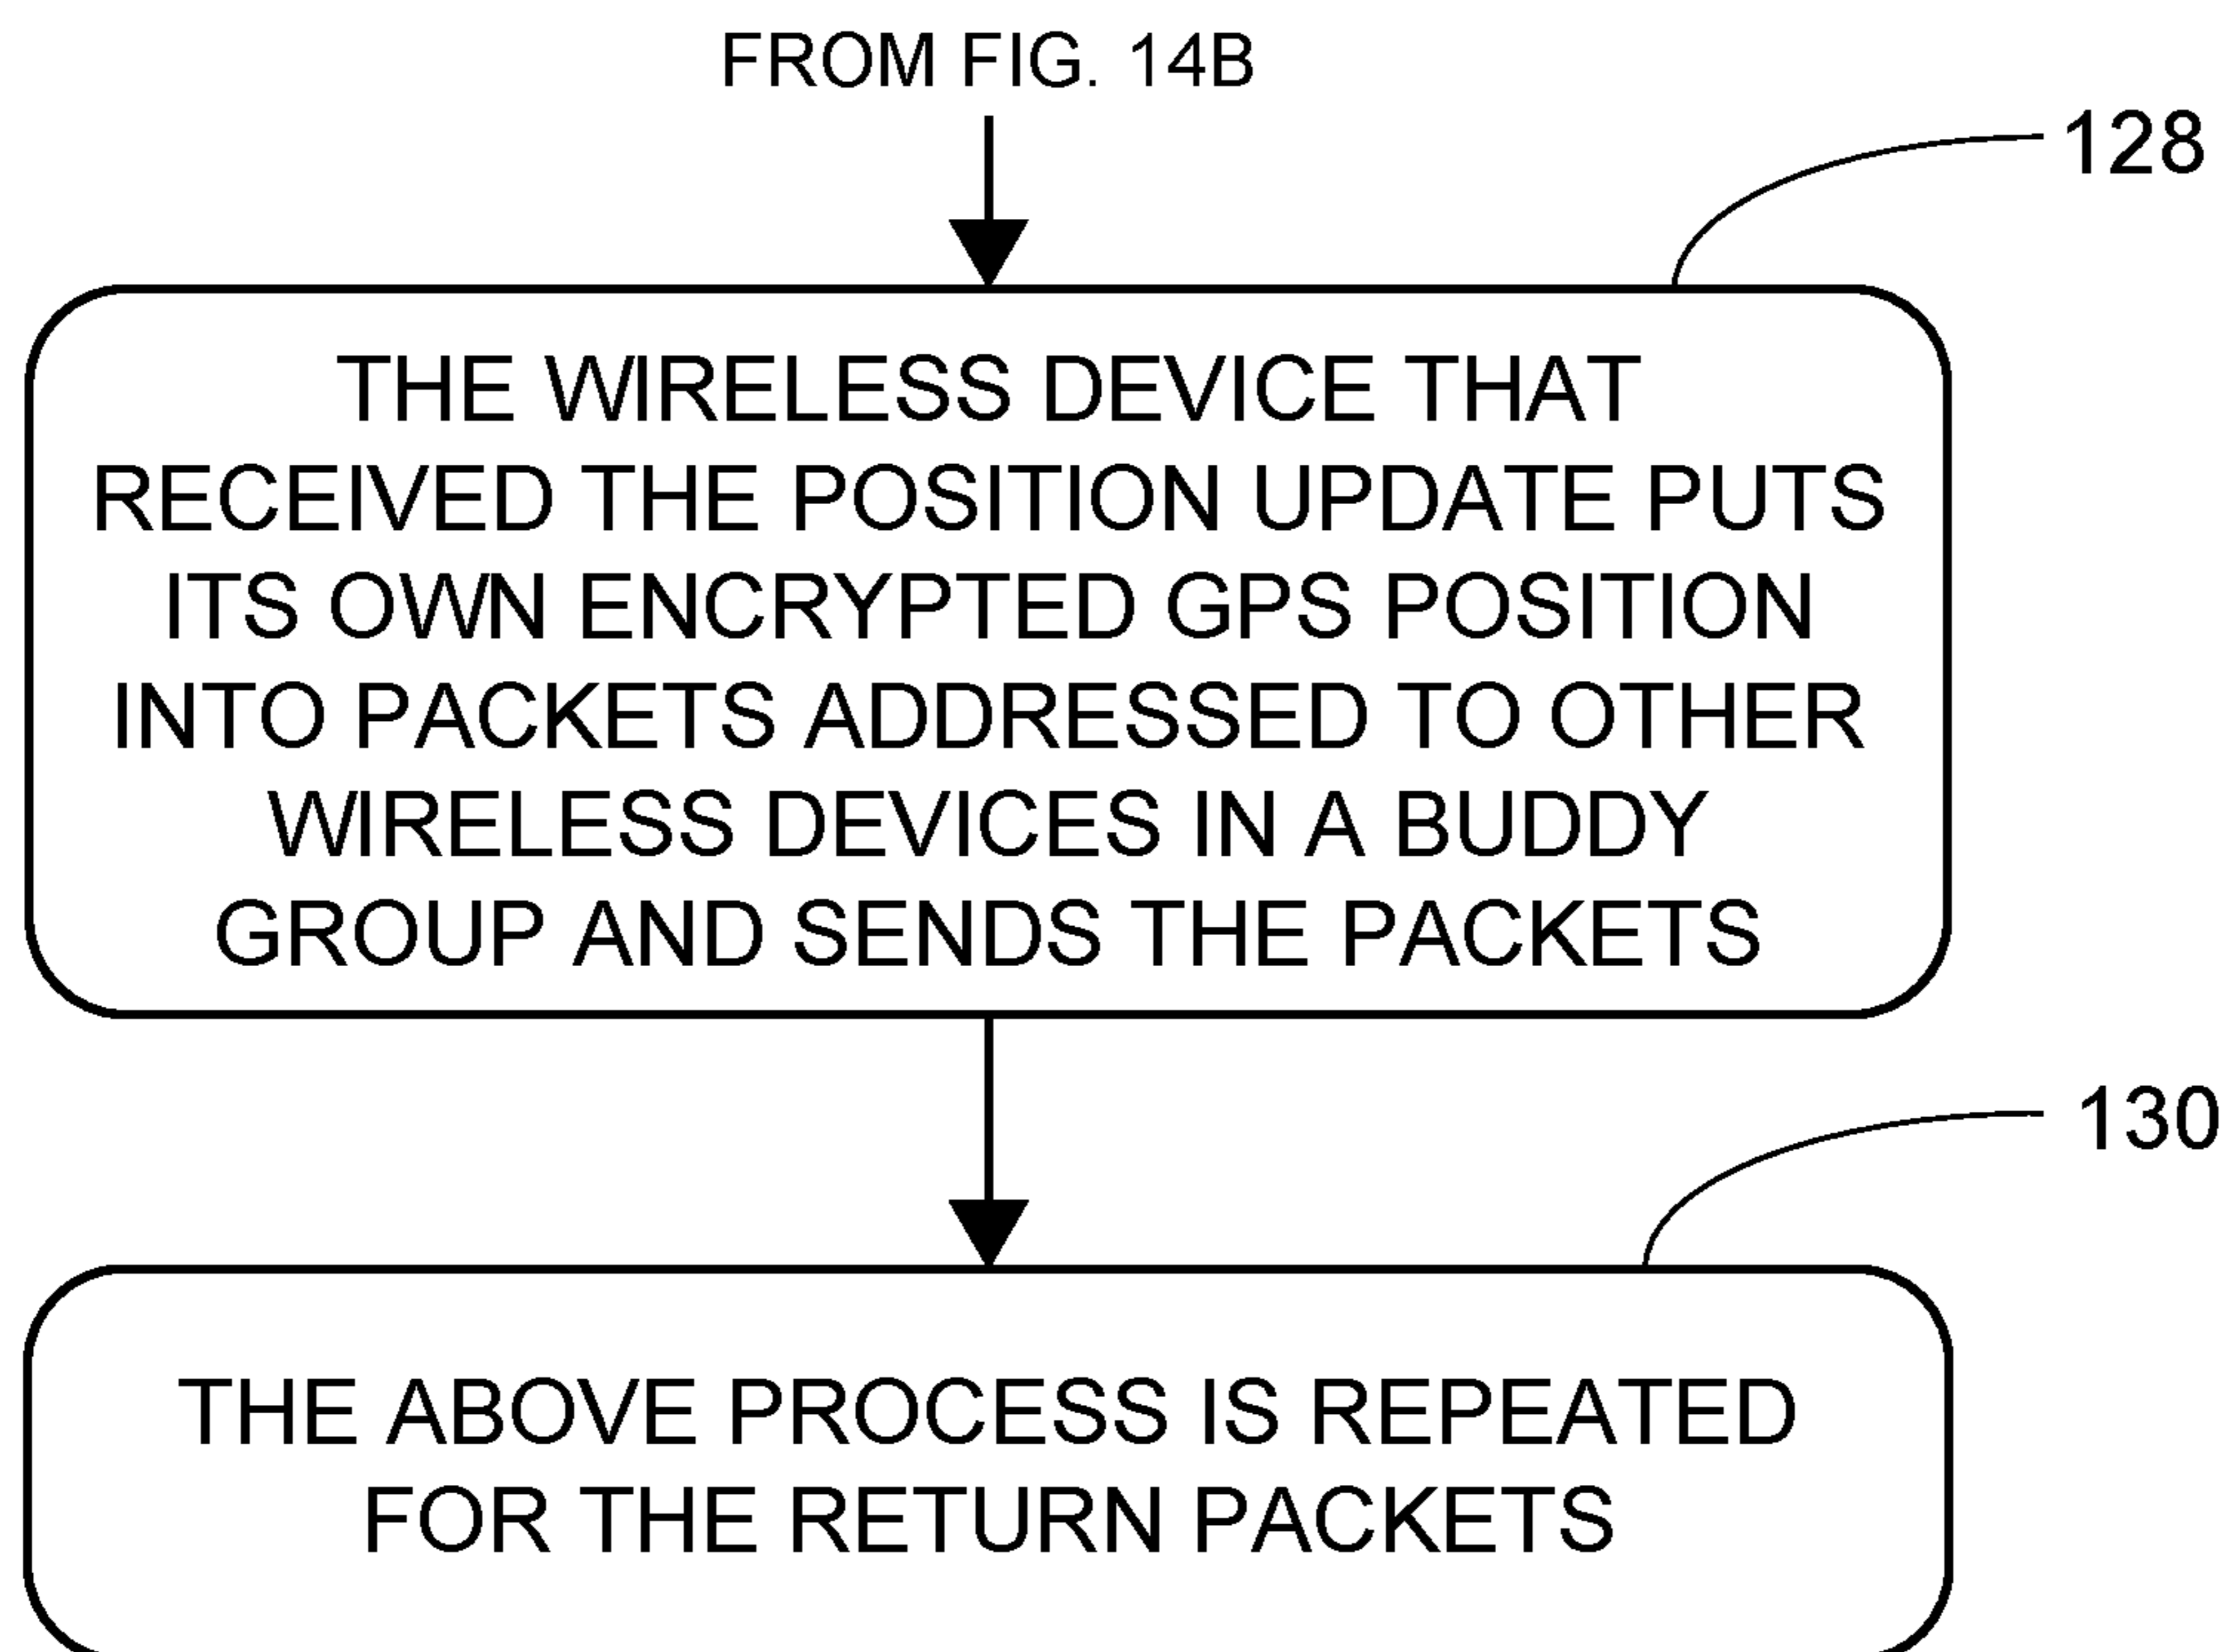 FROM FIG. 14B
128
THE WIRELESS DEVICE THAT
RECEIVED THE POSITION UPDATE PUTS
ITS OWN ENCRYPTED GPS POSITION
INTO PACKETS ADDRESSED TO OTHER
WIRELESS DEVICES IN A BUDDY
GROUP AND SENDS THE PACKETS
130
THE ABOVE PROCESS IS REPEATED
FOR THE RETURN PACKETS